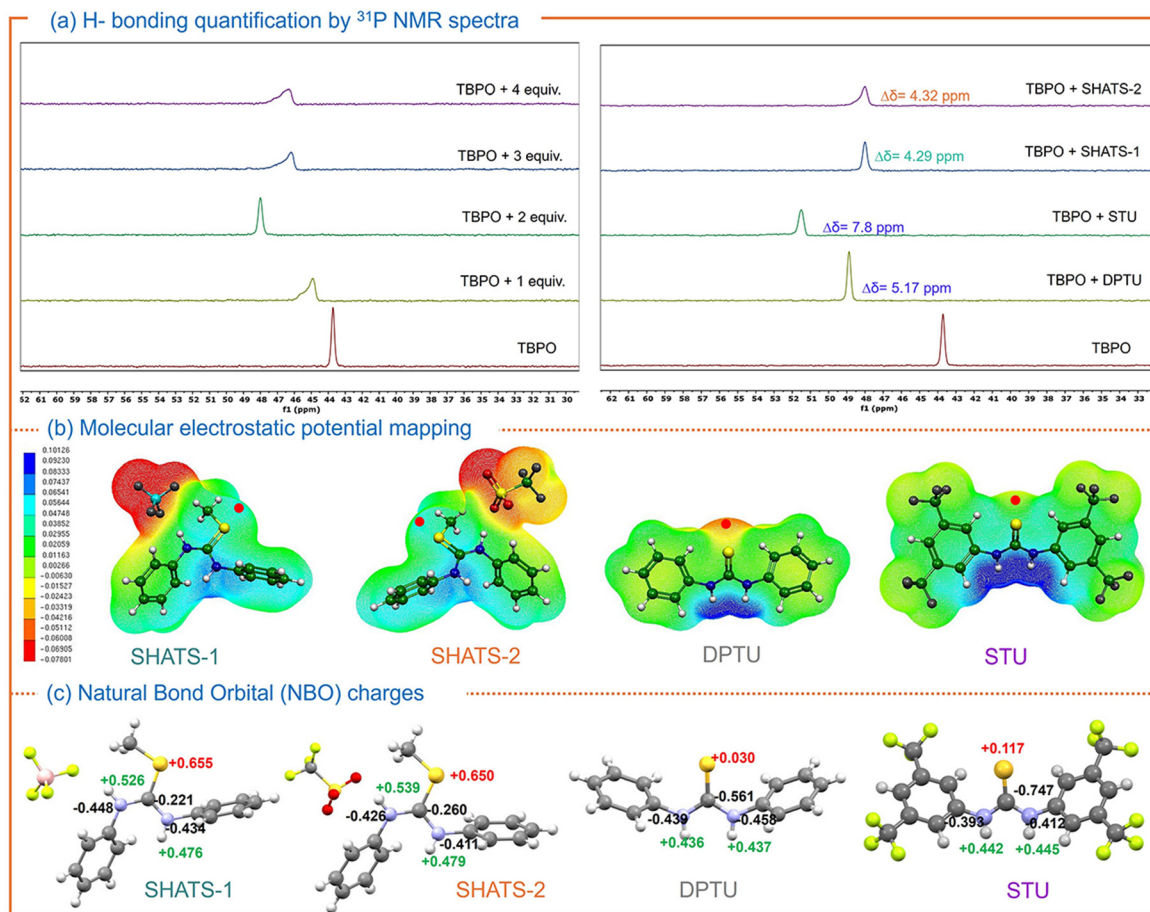 (a) H- bonding quantification by ³¹P NMR spectra
TBPO + 4 equiv.
TBPO + 3 equiv.
TBPO + 2 equiv.
TBPO + 1 equiv.
TBPO
52 51 50 49 48 47 46 45 44 43 42 41 40 39 38 37 36 35 34 33 32 31 30
f1 (ppm)
TBPO + SHATS-2
Δδ= 4.32 ppm
TBPO + SHATS-1
Δδ= 4.29 ppm
TBPO + STU
Δδ= 7.8 ppm
TBPO + DPTU
Δδ= 5.17 ppm
TBPO
62 61 60 59 58 57 56 55 54 53 52 51 50 49 48 47 46 45 44 43 42 41 40 39 38 37 36 35 34 33
f1 (ppm)
(b) Molecular electrostatic potential mapping
0.10126
0.09230
0.08333
0.07437
0.06541
0.05644
0.04748
0.03852
0.02955
0.02059
0.01163
0.00266
-0.00630
-0.01527
-0.02423
-0.03319
-0.04216
-0.05112
-0.06008
-0.06905
-0.07801
SHATS-1
SHATS-2
DPTU
STU
(c) Natural Bond Orbital (NBO) charges
+0.655
+0.526
-0.221
-0.448
-0.434
+0.476
SHATS-1
+0.650
+0.539
-0.260
-0.426
-0.411
+0.479
SHATS-2
+0.030
-0.561
-0.439
-0.458
+0.436
+0.437
DPTU
+0.117
-0.747
-0.393
-0.412
+0.442
+0.445
STU